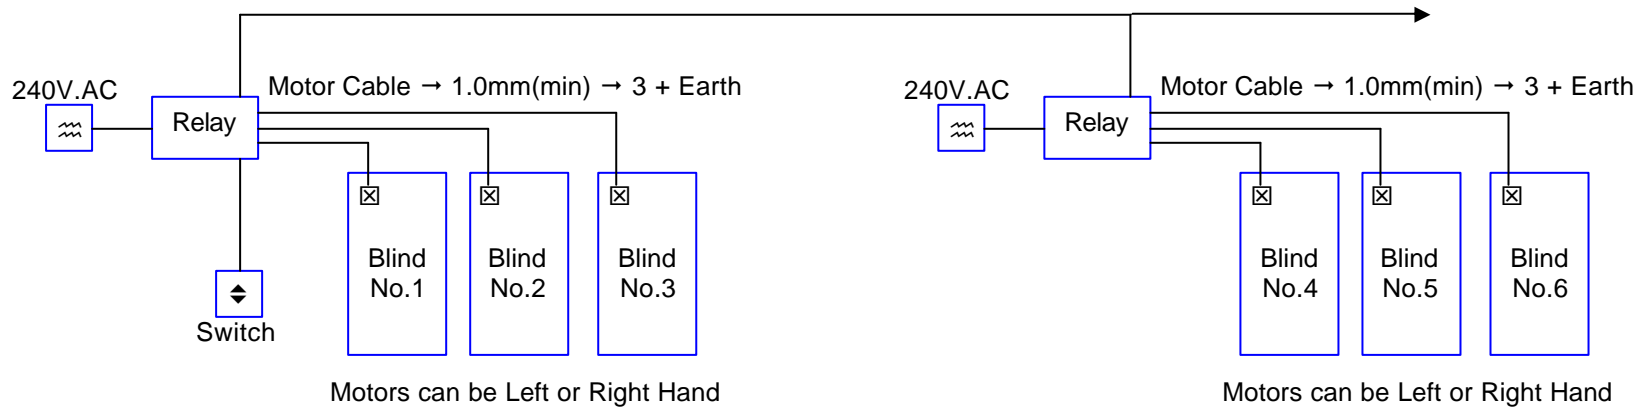 240V.AC
Motor Cable → 1.0mm(min) → 3 + Earth
Relay
Blind
No.1
Blind
No.2
Blind
No.3
Switch
Motors can be Left or Right Hand
240V.AC
Motor Cable → 1.0mm(min) → 3 + Earth
Relay
Blind
No.4
Blind
No.5
Blind
No.6
Motors can be Left or Right Hand